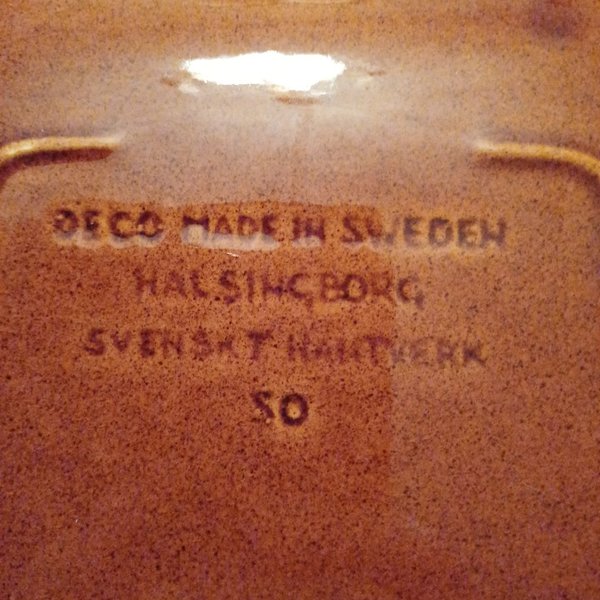 DECO MADE IN SWEDEN
HALSINGBORG
SVENSKT HANTVERK
50